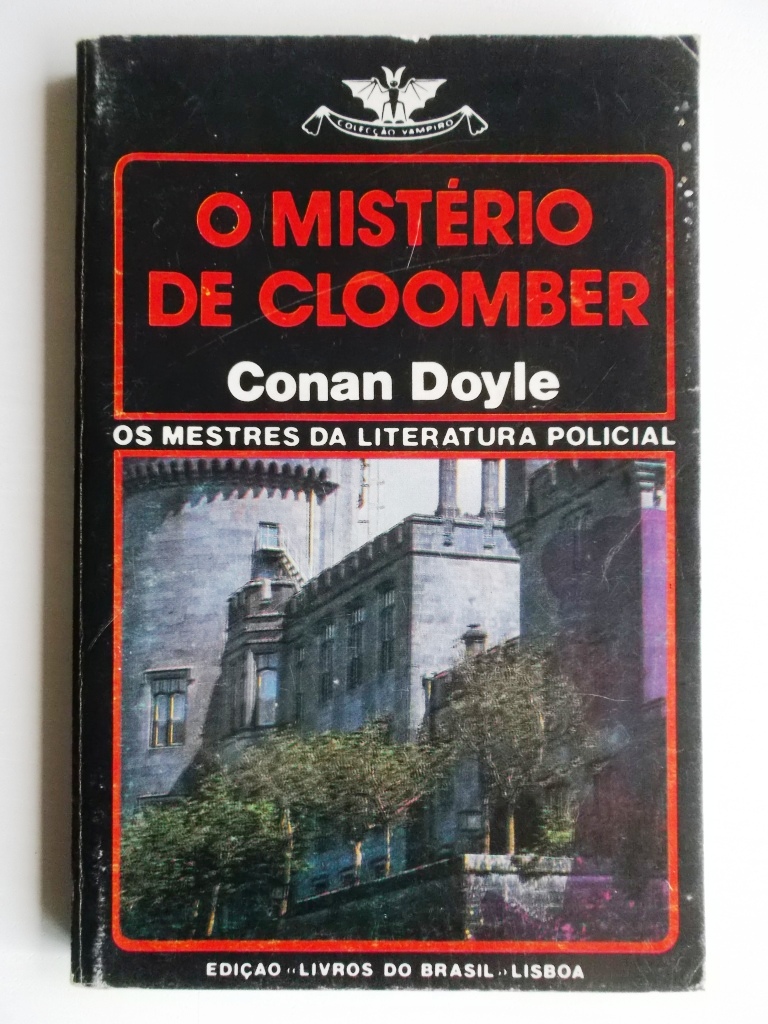 COLECÇÃO VAMPIRO
O MISTÉRIO
DE CLOOMBER
Conan Doyle
OS MESTRES DA LITERATURA POLICIAL
EDIÇÃO «LIVROS DO BRASIL» LISBOA